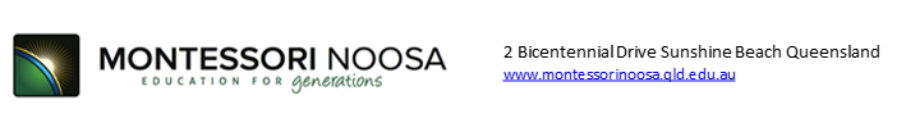 MONTESSORI NOOSA
EDUCATION FOR generations
2 Bicentennial Drive Sunshine Beach Queensland
www.montessorinoosa.qld.edu.au